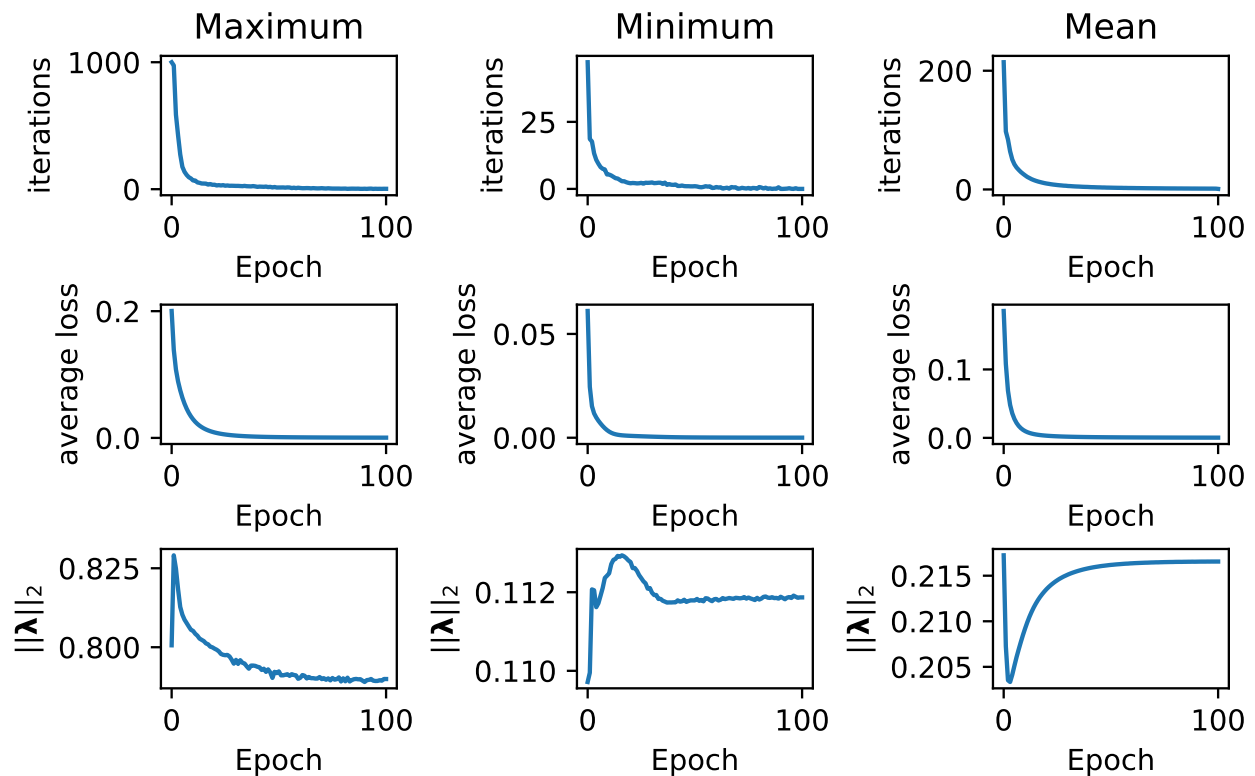 Maximum
Minimum
Mean
iterations
1000
0
0
100
Epoch
iterations
25
0
0
100
Epoch
iterations
200
0
0
100
Epoch
average loss
0.2
0.0
0
100
Epoch
average loss
0.05
0.00
0
100
Epoch
average loss
0.1
0.0
0
100
Epoch
||λ||₂
0.825
0.800
0
100
Epoch
||λ||₂
0.112
0.110
0
100
Epoch
||λ||₂
0.215
0.210
0.205
0
100
Epoch